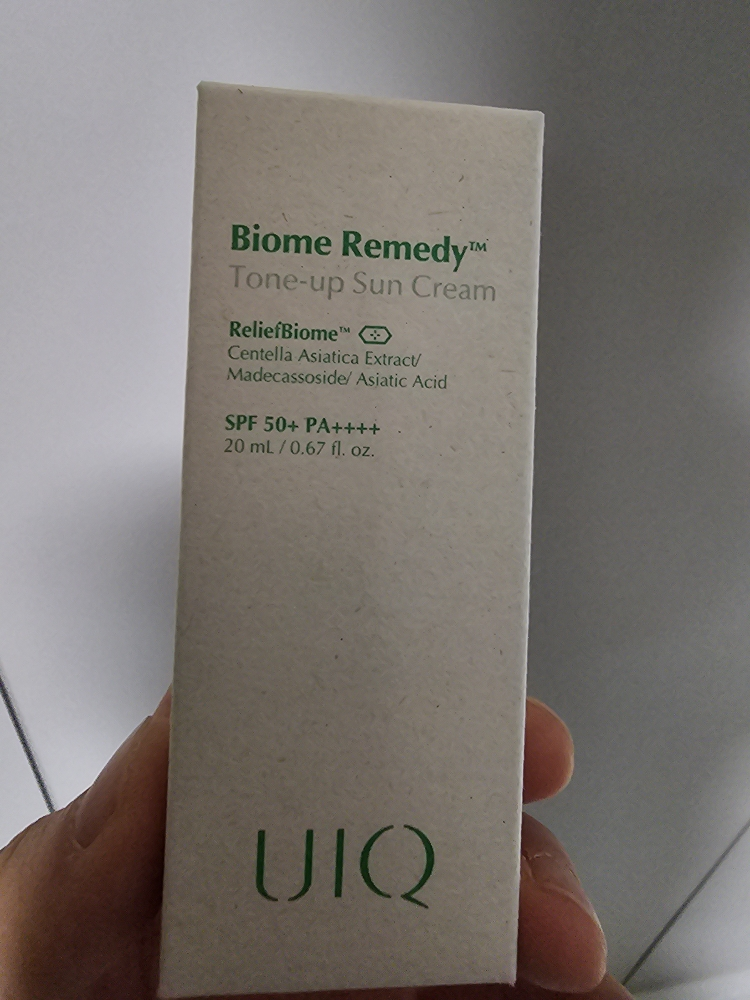 Biome Remedy™
Tone-up Sun Cream
ReliefBiome™
Centella Asiatica Extract/
Madecassoside/ Asiatic Acid
SPF 50+ PA++++
20 mL / 0.67 fl. oz.
UIQ